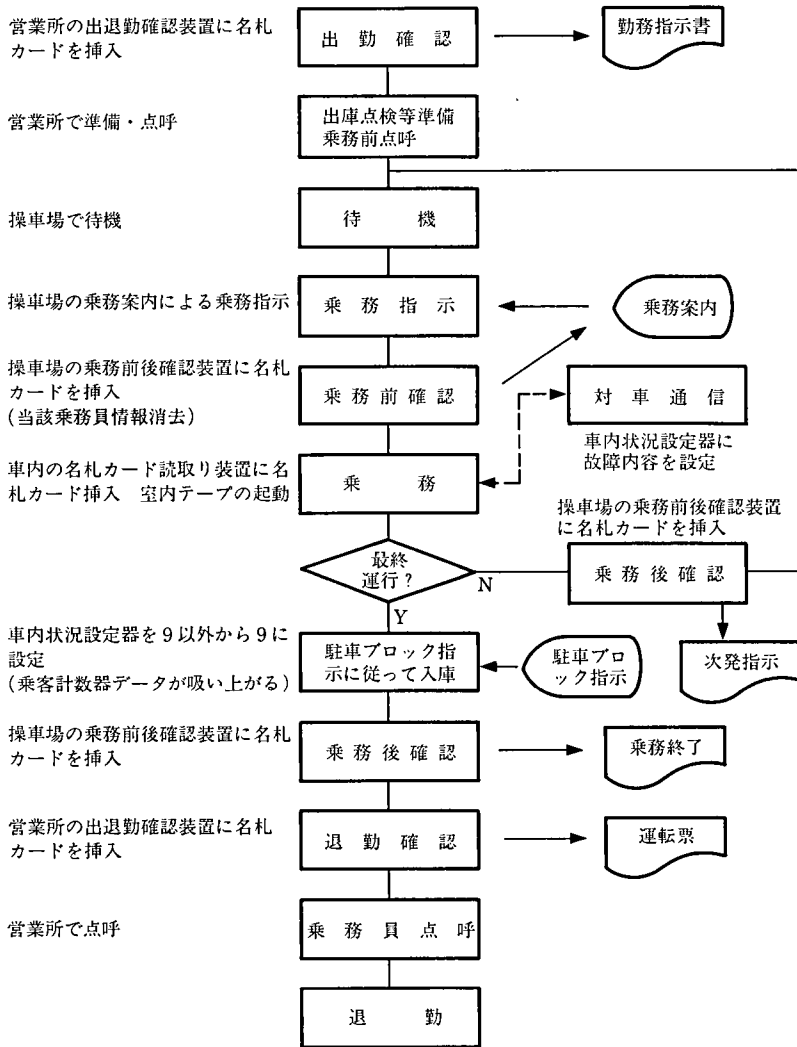 営業所の出退勤確認装置に名札
カードを挿入
出勤確認
勤務指示書
営業所で準備・点呼
出庫点検等準備
乗務前点呼
操車場で待機
待機
操車場の乗務案内による乗務指示
乗務指示
乗務案内
操車場の乗務前後確認装置に名札
カードを挿入
(当該乗務員情報消去)
乗務前確認
対車通信
車内状況設定器に
故障内容を設定
車内の名札カード読取り装置に名
札カード挿入 室内テープの起動
乗務
操車場の乗務前後確認装置
に名札カードを挿入
最終
運行?
N
乗務後確認
Y
車内状況設定器を9以外から9に
設定
(乗客計数器データが吸い上がる)
駐車ブロック指
示に従って入庫
駐車ブロ
ック指示
次発指示
操車場の乗務前後確認装置に名札
カードを挿入
乗務後確認
乗務終了
営業所の出退勤確認装置に名札
カードを挿入
退勤確認
運転票
営業所で点呼
乗務員点呼
退勤